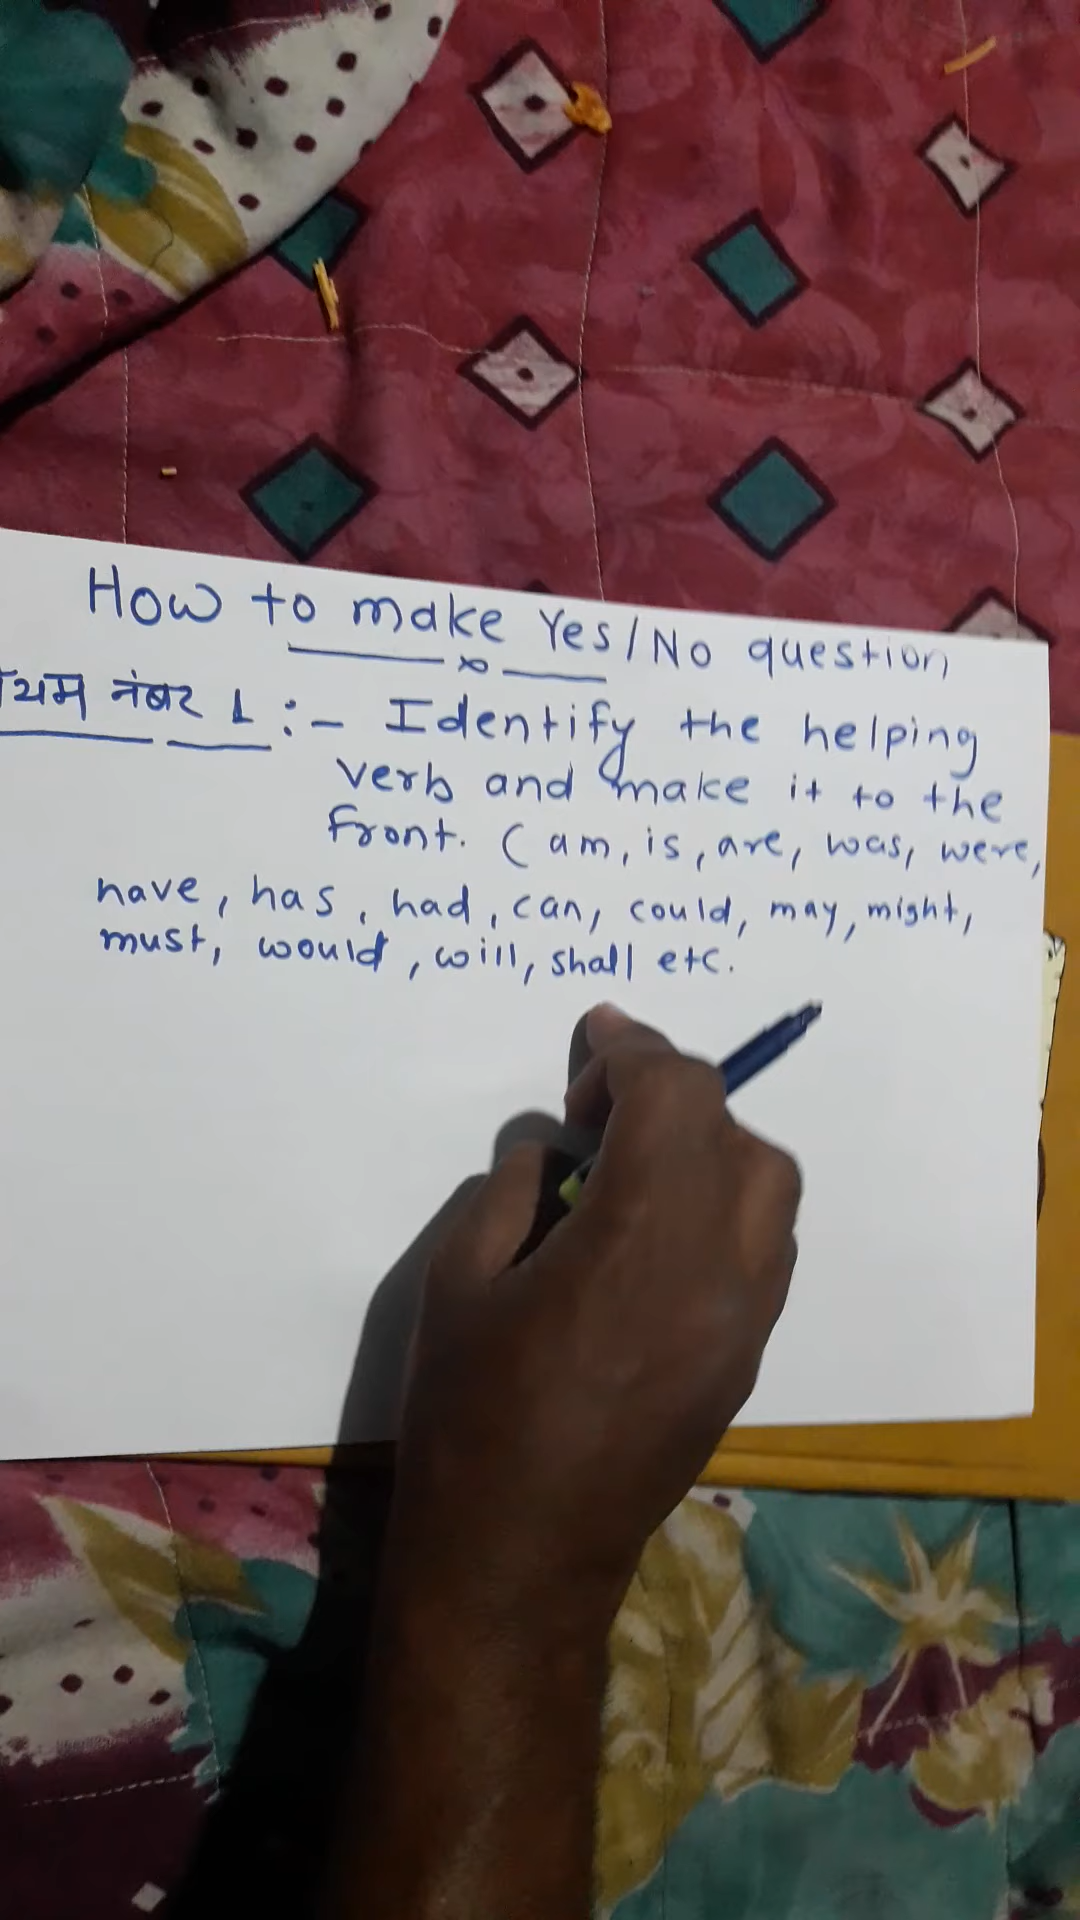 How to make Yes/No question
नंबर 1 :- Identify the helping
verb and make it to the
front. ( am, is, are, was, were,
have, has, had, can, could, may, might,
must, would, will, shall etc.